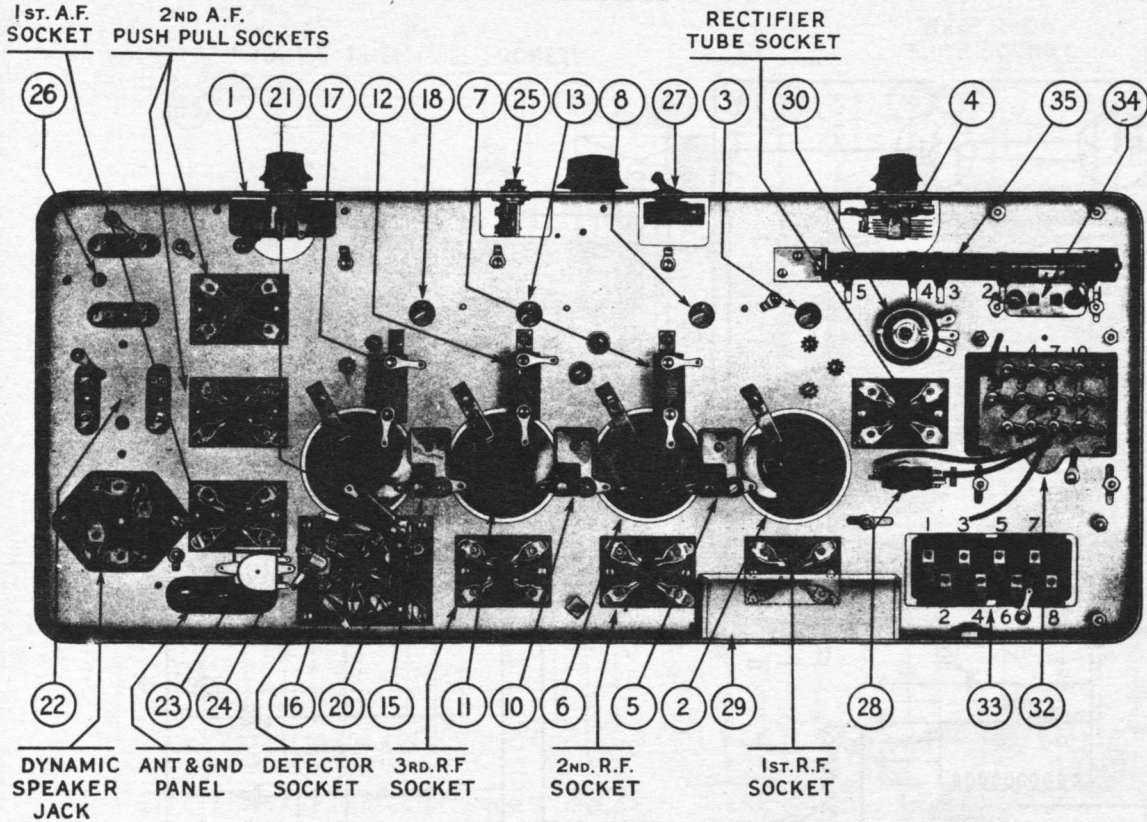 1ST. A.F.
SOCKET
2ND A.F.
PUSH PULL SOCKETS
RECTIFIER
TUBE SOCKET
26 1 21 17 12 18 7 25 13 8 27 3 30 4 35 34
5 4 3 2 1
1 4 7 10
1 3 5 7
2 4 6 8
22 23 24 16 20 15 11 10 6 5 2 29 28 33 32
DYNAMIC
SPEAKER
JACK
ANT & GND
PANEL
DETECTOR
SOCKET
3RD. R.F
SOCKET
2ND. R.F.
SOCKET
1ST. R.F.
SOCKET